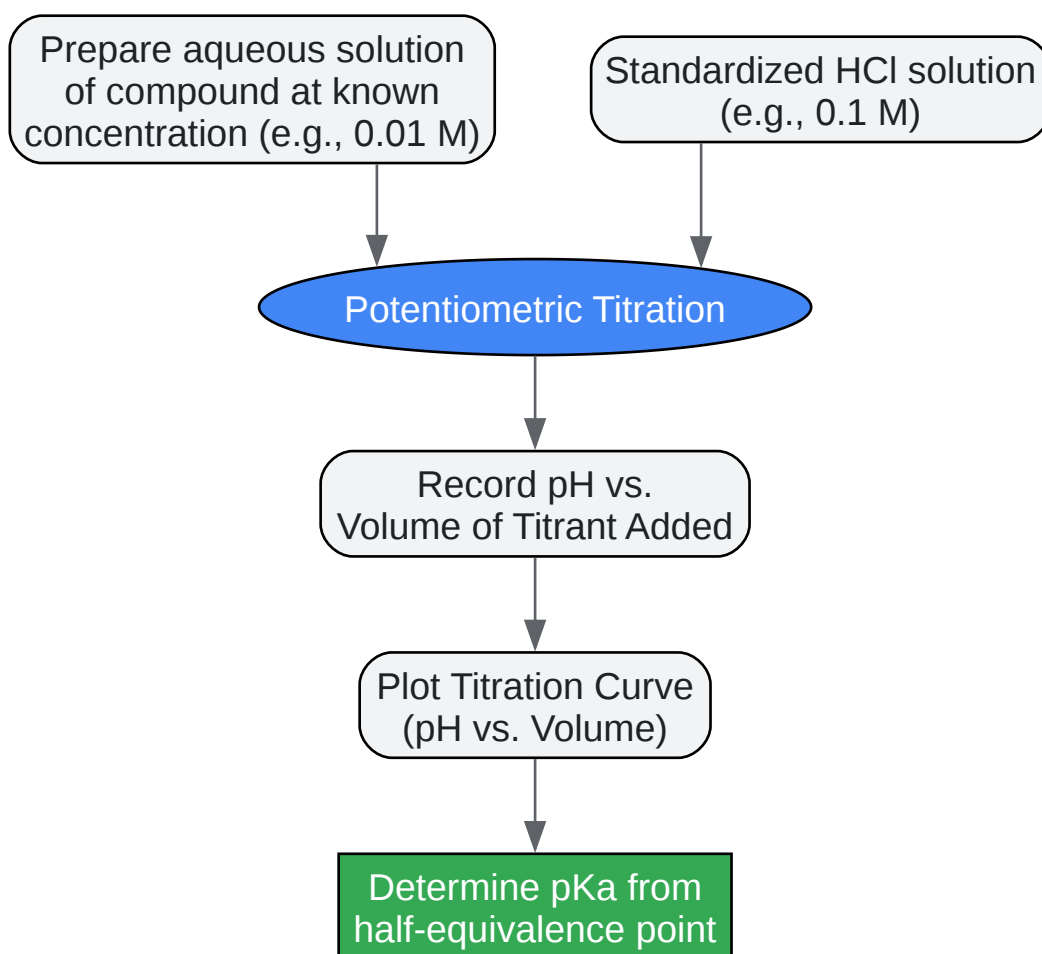 Prepare aqueous solution
of compound at known
concentration (e.g., 0.01 M)
Standardized HCl solution
(e.g., 0.1 M)
Potentiometric Titration
Record pH vs.
Volume of Titrant Added
Plot Titration Curve
(pH vs. Volume)
Determine pKa from
half-equivalence point